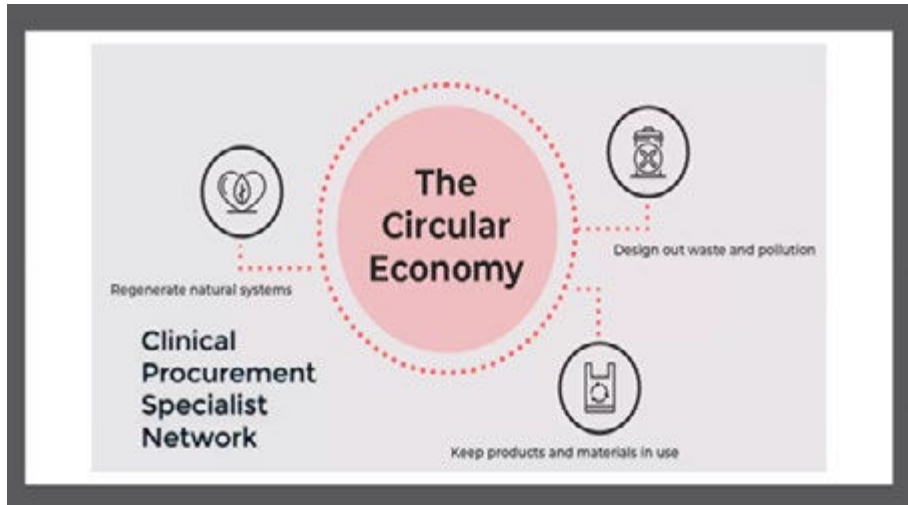 The
Circular
Economy
Design out waste and pollution
Regenerate natural systems
Clinical
Procurement
Specialist
Network
Keep products and materials in use